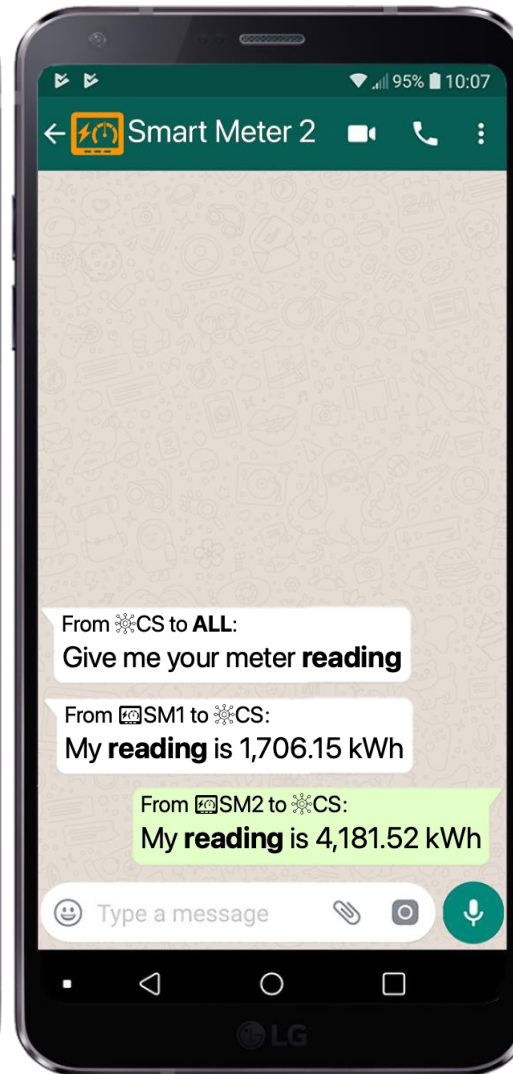 95% 10:07
Smart Meter 2
From CS to ALL:
Give me your meter reading
From SM1 to CS:
My reading is 1,706.15 kWh
From SM2 to CS:
My reading is 4,181.52 kWh
Type a message
LG